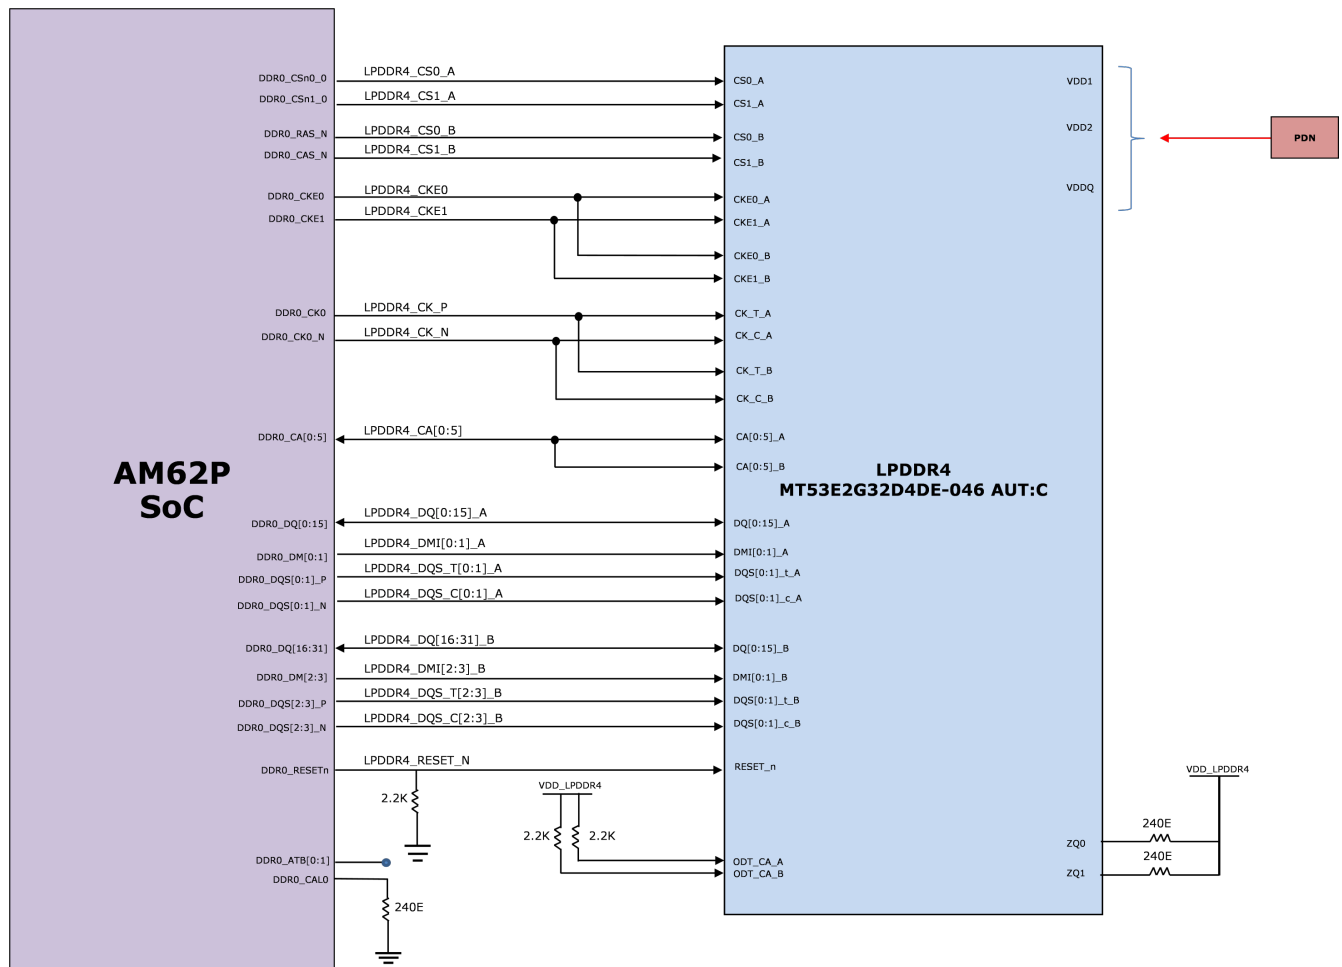 DDR0_CSn0_0
DDR0_CSn1_0
DDR0_RAS_N
DDR0_CAS_N
DDR0_CKE0
DDR0_CKE1
DDR0_CK0
DDR0_CK0_N
DDR0_CA[0:5]
AM62P
SoC
DDR0_DQ[0:15]
DDR0_DM[0:1]
DDR0_DQS[0:1]_P
DDR0_DQS[0:1]_N
DDR0_DQ[16:31]
DDR0_DM[2:3]
DDR0_DQS[2:3]_P
DDR0_DQS[2:3]_N
DDR0_RESETn
DDR0_ATB[0:1]
DDR0_CAL0
LPDDR4_CS0_A
LPDDR4_CS1_A
LPDDR4_CS0_B
LPDDR4_CS1_B
LPDDR4_CKE0
LPDDR4_CKE1
LPDDR4_CK_P
LPDDR4_CK_N
LPDDR4_CA[0:5]
LPDDR4_DQ[0:15]_A
LPDDR4_DMI[0:1]_A
LPDDR4_DQS_T[0:1]_A
LPDDR4_DQS_C[0:1]_A
LPDDR4_DQ[16:31]_B
LPDDR4_DMI[2:3]_B
LPDDR4_DQS_T[2:3]_B
LPDDR4_DQS_C[2:3]_B
LPDDR4_RESET_N
2.2K
240E
VDD_LPDDR4
2.2K
2.2K
CS0_A
CS1_A
CS0_B
CS1_B
CKE0_A
CKE1_A
CKE0_B
CKE1_B
CK_T_A
CK_C_A
CK_T_B
CK_C_B
CA[0:5]_A
CA[0:5]_B
LPDDR4
MT53E2G32D4DE-046 AUT:C
DQ[0:15]_A
DMI[0:1]_A
DQS[0:1]_t_A
DQS[0:1]_c_A
DQ[0:15]_B
DMI[0:1]_B
DQS[0:1]_t_B
DQS[0:1]_c_B
RESET_n
ODT_CA_A
ODT_CA_B
VDD1
VDD2
VDDQ
PDN
ZQ0
ZQ1
VDD_LPDDR4
240E
240E